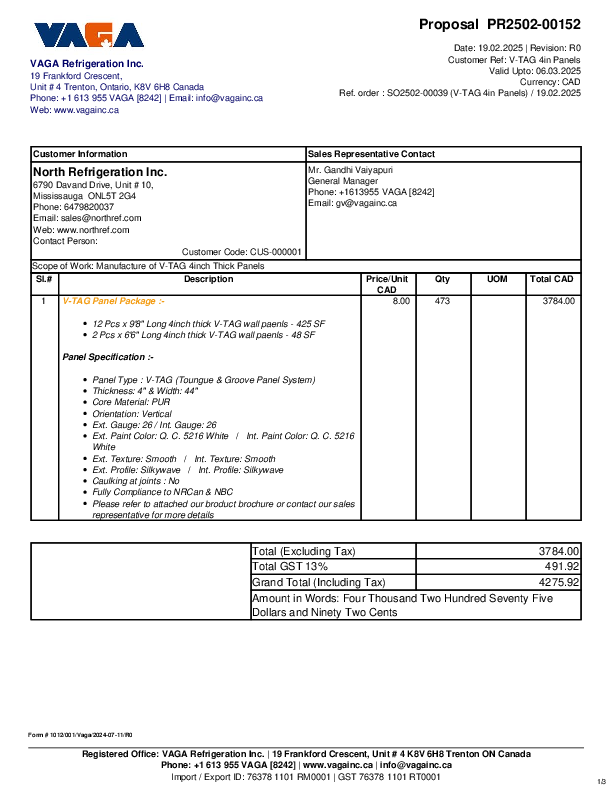 VAGA
Proposal PR2502-00152
Date: 19.02.2025 | Revision: R0
Customer Ref: V-TAG 4in Panels
Valid Upto: 06.03.2025
Currency: CAD
Ref. order : SO2502-00039 (V-TAG 4in Panels) / 19.02.2025
VAGA Refrigeration Inc.
19 Frankford Crescent,
Unit # 4 Trenton, Ontario, K8V 6H8 Canada
Phone: +1 613 955 VAGA [8242] | Email: info@vagainc.ca
Web: www.vagainc.ca
Customer Information
Sales Representative Contact
North Refrigeration Inc.
6790 Davand Drive, Unit # 10,
Mississauga ONL5T 2G4
Phone: 6479820037
Email: sales@northref.com
Web: www.northref.com
Contact Person:
Customer Code: CUS-000001
Mr. Gandhi Vaiyapuri
General Manager
Phone: +1613955 VAGA [8242]
Email: gv@vagainc.ca
Scope of Work: Manufacture of V-TAG 4inch Thick Panels
Sl.# Description Price/Unit CAD Qty UOM Total CAD
1 V-TAG Panel Package :- 8.00 473 3784.00
• 12 Pcs x 9'8" Long 4inch thick V-TAG wall paenls - 425 SF
• 2 Pcs x 6'6" Long 4inch thick V-TAG wall paenls - 48 SF
Panel Specification :-
• Panel Type : V-TAG (Toungue & Groove Panel System)
• Thickness: 4" & Width: 44"
• Core Material: PUR
• Orientation: Vertical
• Ext. Gauge: 26 / Int. Gauge: 26
• Ext. Paint Color: Q. C. 5216 White / Int. Paint Color: Q. C. 5216
White
• Ext. Texture: Smooth / Int. Texture: Smooth
• Ext. Profile: Silkywave / Int. Profile: Silkywave
• Caulking at joints : No
• Fully Compliance to NRCan & NBC
• Please refer to attached our bcoduct brochure or contact our sales
representative for more details
Total (Excluding Tax) 3784.00
Total GST 13% 491.92
Grand Total (Including Tax) 4275.92
Amount in Words: Four Thousand Two Hundred Seventy Five
Dollars and Ninety Two Cents
Form # 1012/001/Vaga/2024-07-11/R0
Registered Office: VAGA Refrigeration Inc. | 19 Frankford Crescent, Unit # 4 K8V 6H8 Trenton ON Canada
Phone: +1 613 955 VAGA [8242] | www.vagainc.ca | info@vagainc.ca
Import / Export ID: 76378 1101 RM0001 | GST 76378 1101 RT0001
1/3